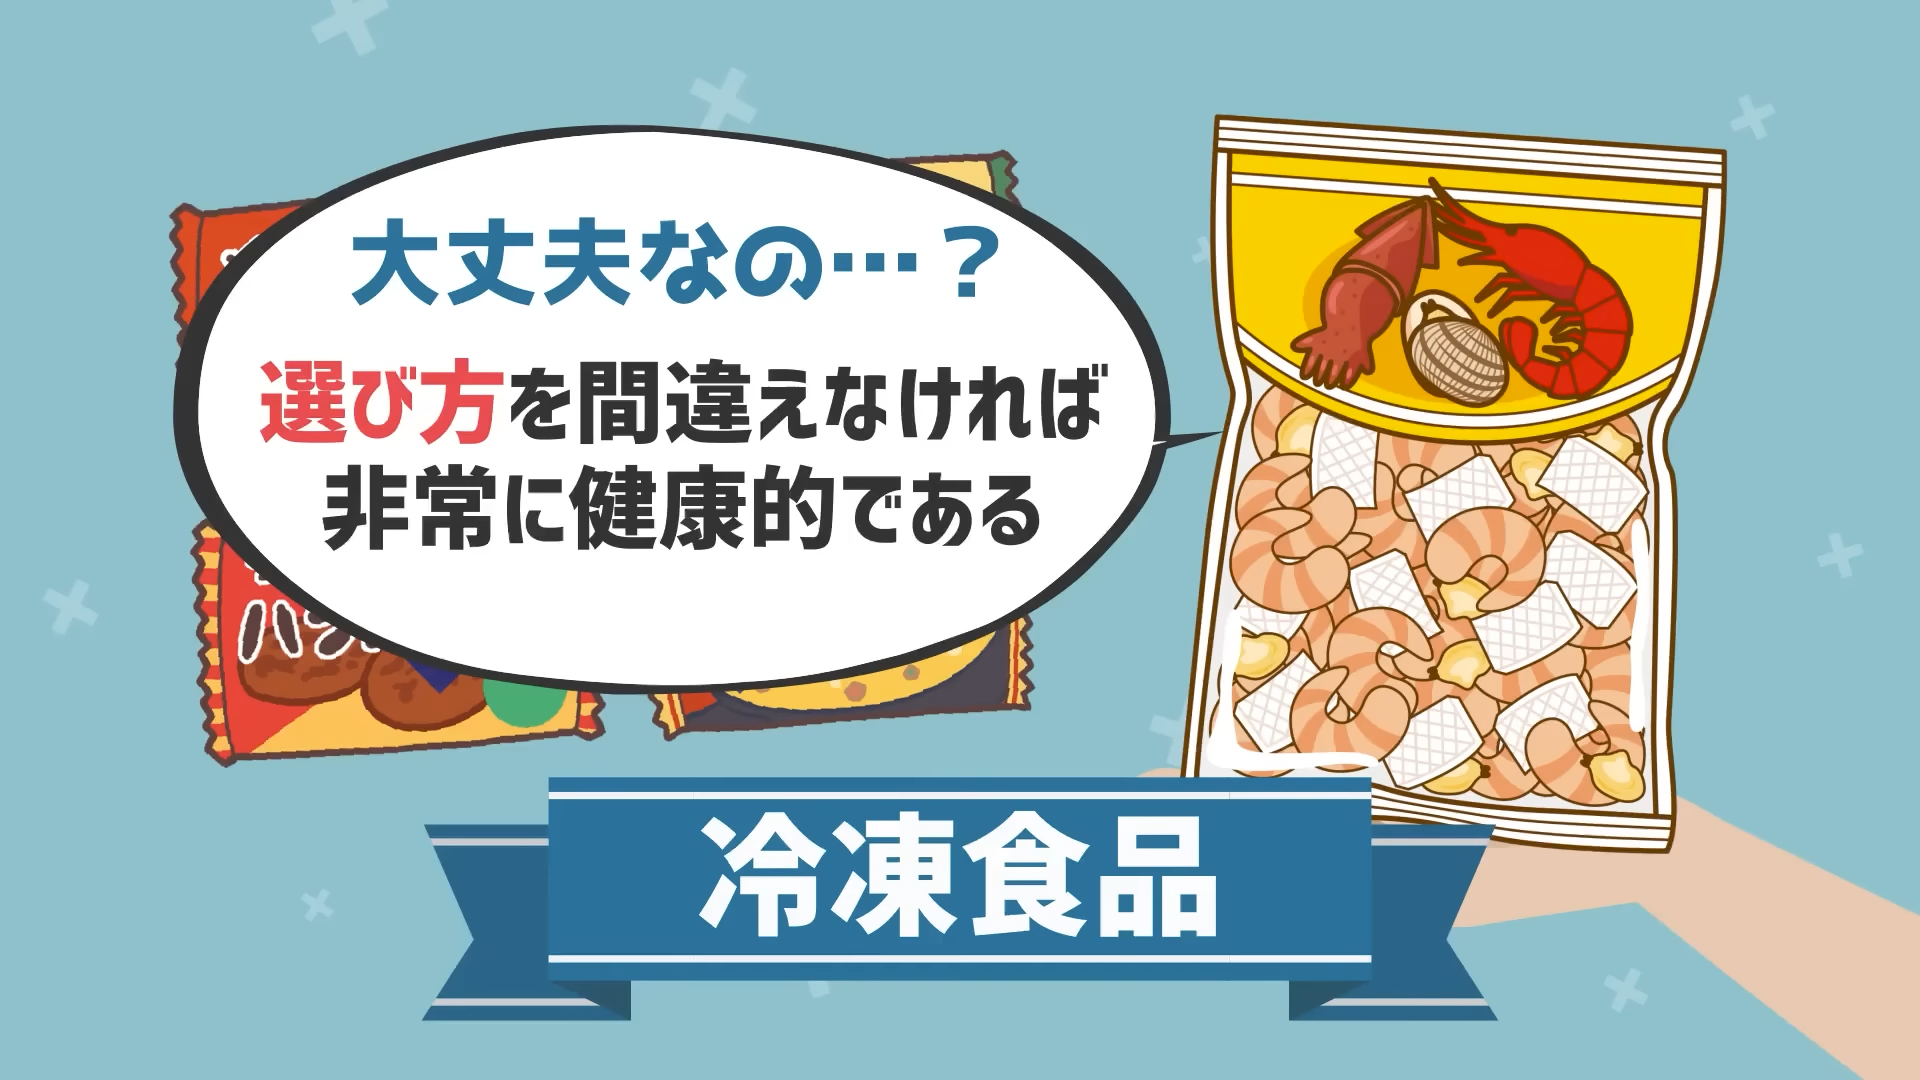 大丈夫なの…？
選び方を間違えなければ
非常に健康的である
冷凍食品